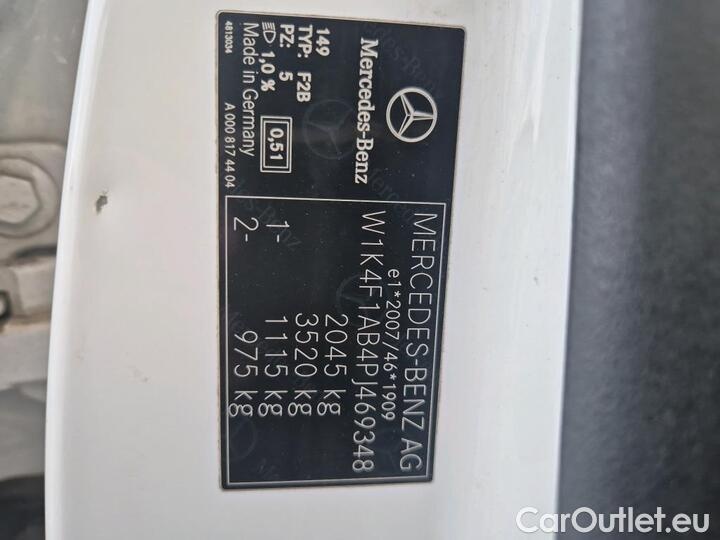 Mercedes-Benz
149
TYP: F2B
PZ: 5
1,0 %
0,51
Made in Germany
4813034
A 000 817 44 04
MERCEDES-BENZ AG
e1*2007/46*1909
W1K4F1AB4PJ469348
2045 kg
3520 kg
1- 1115 kg
2- 975 kg
CarOutlet.eu